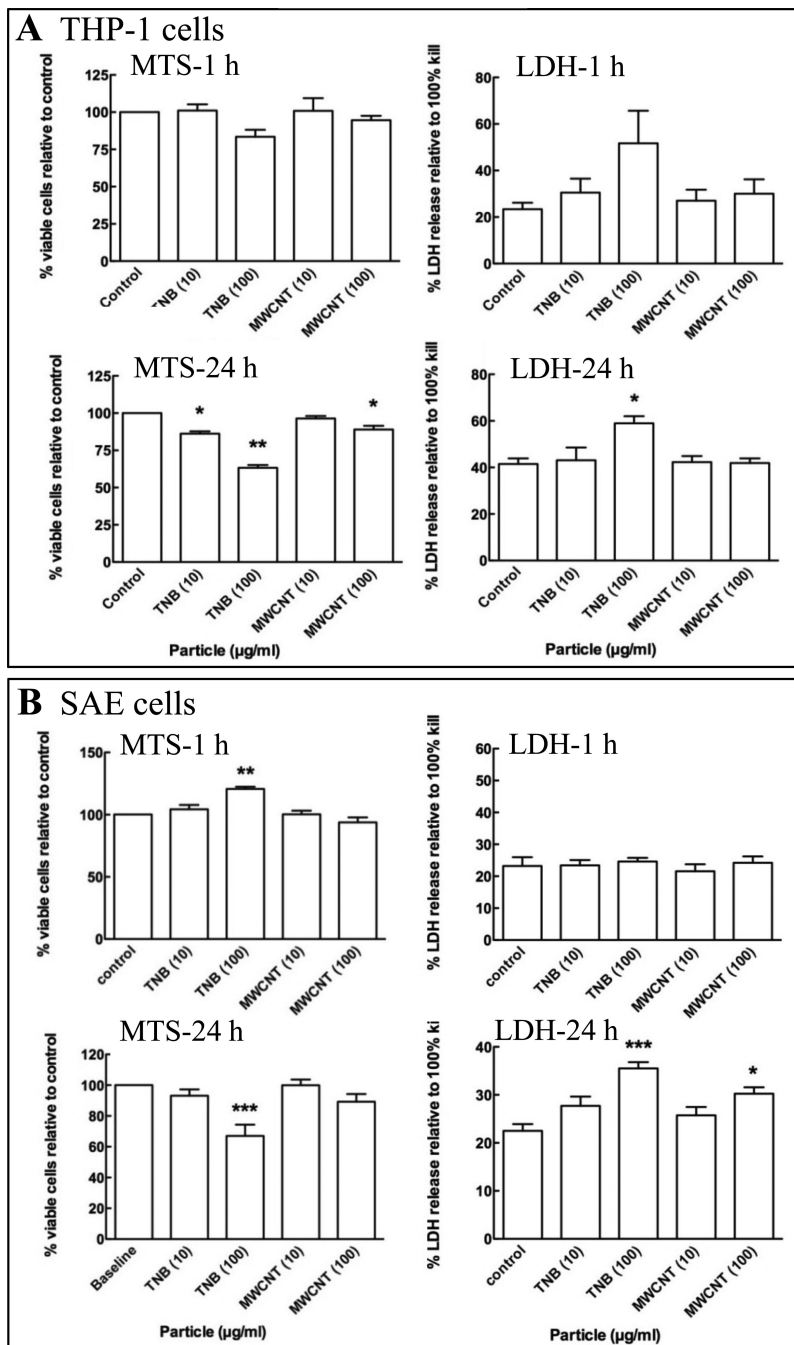 A THP-1 cells
MTS-1 h
% viable cells relative to control
125
100
75
50
25
0
Control
TNB (10)
TNB (100)
MWCNT (10)
MWCNT (100)
LDH-1 h
% LDH release relative to 100% kill
80
60
40
20
0
Control
TNB (10)
TNB (100)
MWCNT (10)
MWCNT (100)
MTS-24 h
% viable cells relative to control
125
100
75
50
25
0
*
**
*
Control
TNB (10)
TNB (100)
MWCNT (10)
MWCNT (100)
Particle (µg/ml)
LDH-24 h
% LDH release relative to 100% kill
80
60
40
20
0
*
Control
TNB (10)
TNB (100)
MWCNT (10)
MWCNT (100)
Particle (µg/ml)
B SAE cells
MTS-1 h
% viable cells relative to control
150
100
50
0
**
control
TNB (10)
TNB (100)
MWCNT (10)
MWCNT (100)
LDH-1 h
% LDH release relative to 100% kill
60
50
40
30
20
10
0
control
TNB (10)
TNB (100)
MWCNT (10)
MWCNT (100)
MTS-24 h
% viable cells relative to control
120
100
80
60
40
20
0
***
Baseline
TNB (10)
TNB (100)
MWCNT (10)
MWCNT (100)
Particle (µg/ml)
LDH-24 h
% LDH release relative to 100% ki
40
30
20
10
0
***
*
control
TNB (10)
TNB (100)
MWCNT (10)
MWCNT (100)
Particle (µg/ml)